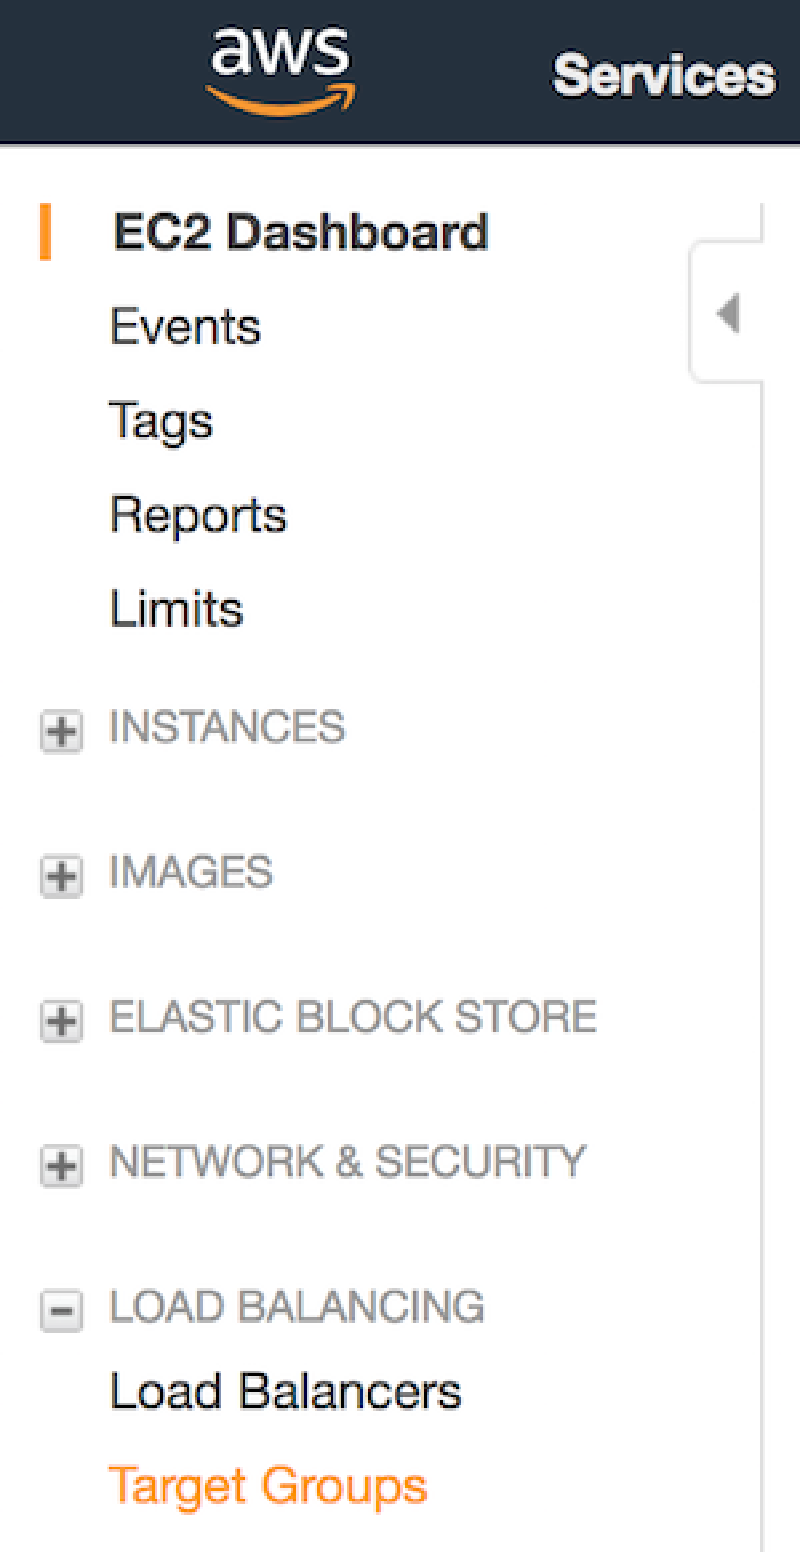 aws
Services
EC2 Dashboard
Events
Tags
Reports
Limits
INSTANCES
IMAGES
ELASTIC BLOCK STORE
NETWORK & SECURITY
LOAD BALANCING
Load Balancers
Target Groups